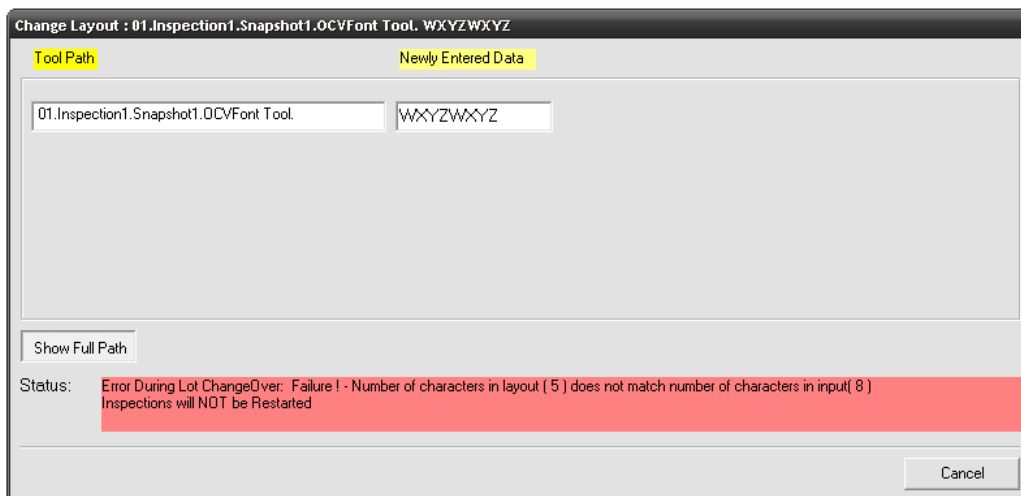 Change Layout : 01.Inspection1.Snapshot1.OCVFont Tool. WXYZWXYZ
Tool Path Newly Entered Data
01.Inspection1.Snapshot1.OCVFont Tool. WXYZWXYZ
Show Full Path
Status: Error During Lot ChangeOver: Failure ! - Number of characters in layout ( 5 ) does not match number of characters in input( 8 )
Inspections will NOT be Restarted
Cancel